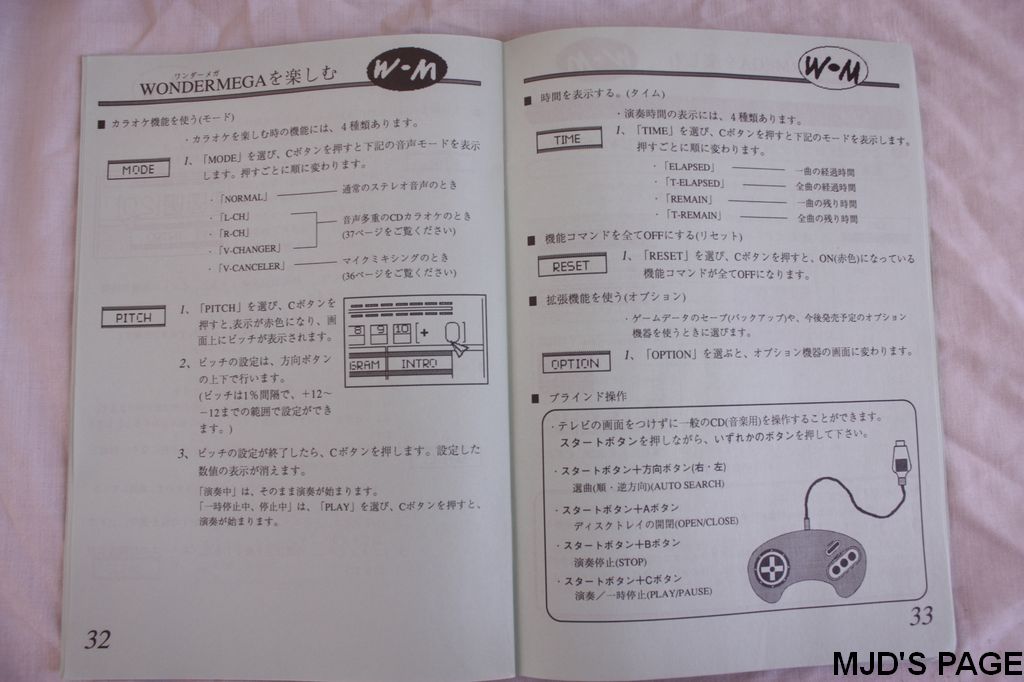 ワンダーメガ
WONDERMEGAを楽しむ
W・M
■ カラオケ機能を使う(モード)
・カラオケを楽しむ時の機能には、4種類あります。
MODE
1、「MODE」を選び、Cボタンを押すと下記の音声モードを表示
します。押すごとに順に変わります。
・「NORMAL」 通常のステレオ音声のとき
・「L-CH」
・「R-CH」
音声多重のCDカラオケのとき
(37ページをご覧ください)
・「V-CHANGER」
・「V-CANCELER」 マイクミキシングのとき
(36ページをご覧ください)
PITCH
1、「PITCH」を選び、Cボタンを
押すと,表示が赤色になり、画
面上にピッチが表示されます。
8 9 10 [+ 0
GRAM INTRO
2、ピッチの設定は、方向ボタン
の上下で行います。
(ピッチは1%間隔で、+12〜
−12までの範囲で設定ができ
ます。)
3、ピッチの設定が終了したら、Cボタンを押します。設定した
数値の表示が消えます。
「演奏中」は、そのまま演奏が始まります。
「一時停止中、停止中」は、「PLAY」を選び、Cボタンを押すと、
演奏が始まります。
32
W・M
■ 時間を表示する。(タイム)
・演奏時間の表示には、4種類あります。
TIME
1、「TIME」を選び、Cボタンを押すと下記のモードを表示します。
押すごとに順に変わります。
・「ELAPSED」 一曲の経過時間
・「T-ELAPSED」 全曲の経過時間
・「REMAIN」 一曲の残り時間
・「T-REMAIN」 全曲の残り時間
■ 機能コマンドを全てOFFにする(リセット)
RESET
1、「RESET」を選び、Cボタンを押すと、ON(赤色)になっている
機能コマンドが全てOFFになります。
■ 拡張機能を使う(オプション)
・ゲームデータのセーブ(バックアップ)や、今後発売予定のオプション
機器を使うときに選びます。
OPTION
1、「OPTION」を選ぶと、オプション機器の画面に変わります。
■ ブラインド操作
・テレビの画面をつけずに一般のCD(音楽用)を操作することができます。
スタートボタンを押しながら、いずれかのボタンを押して下さい。
・スタートボタン＋方向ボタン(右・左)
選曲(順・逆方向)(AUTO SEARCH)
・スタートボタン＋Aボタン
ディスクトレイの開閉(OPEN/CLOSE)
・スタートボタン＋Bボタン
演奏停止(STOP)
・スタートボタン＋Cボタン
演奏／一時停止(PLAY/PAUSE)
33
MJD'S PAGE